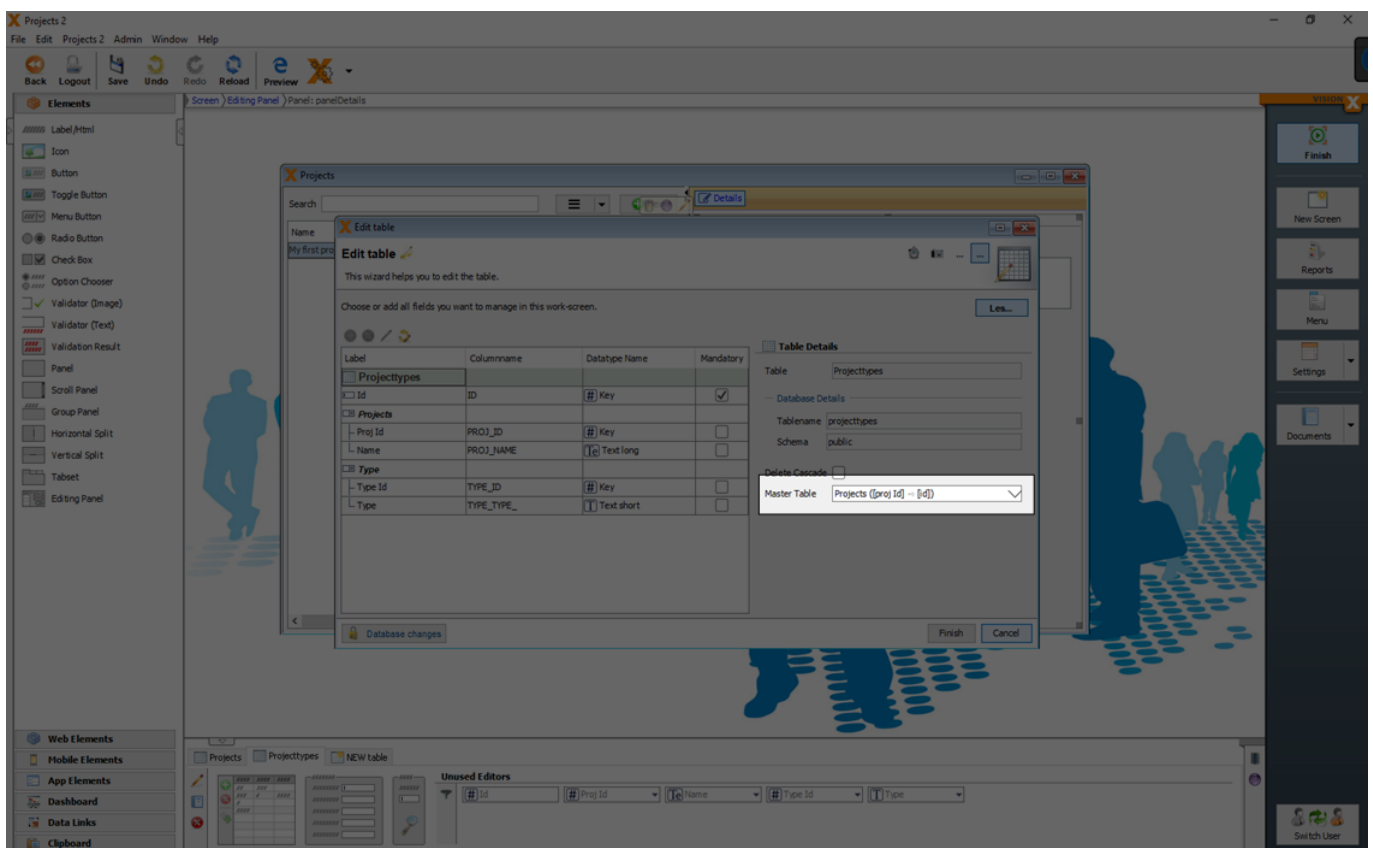 Projects 2
File Edit Projects 2 Admin Window Help
Back Logout Save Undo Redo Reload Preview
Elements
Screen Editing Panel Panel: panelDetails
VISION X
Label/Html
Icon
Button
Toggle Button
Menu Button
Radio Button
Check Box
Option Chooser
Validator (Image)
Validator (Text)
Validation Result
Panel
Scroll Panel
Group Panel
Horizontal Split
Vertical Split
Tabset
Editing Panel
Web Elements
Mobile Elements
App Elements
Dashboard
Data Links
Clipboard
Projects
Search
Details
Name
My first pro
Edit table
Edit table
This wizard helps you to edit the table.
Choose or add all fields you want to manage in this work-screen.
Les...
Label Columnname Datatype Name Mandatory
Projecttypes
Id ID # Key
Projects
Proj Id PROJ_ID # Key
Name PROJ_NAME Te Text long
Type
Type Id TYPE_ID # Key
Type TYPE_TYPE_ T Text short
Table Details
Table Projecttypes
Database Details
Tablename projecttypes
Schema public
Delete Cascade
Master Table Projects ([proj Id] → [id])
Database changes
Finish Cancel
Projects Projecttypes NEW table
Unused Editors
# Id # Proj Id Te Name # Type Id T Type
Finish
New Screen
Reports
Menu
Settings
Documents
Switch User